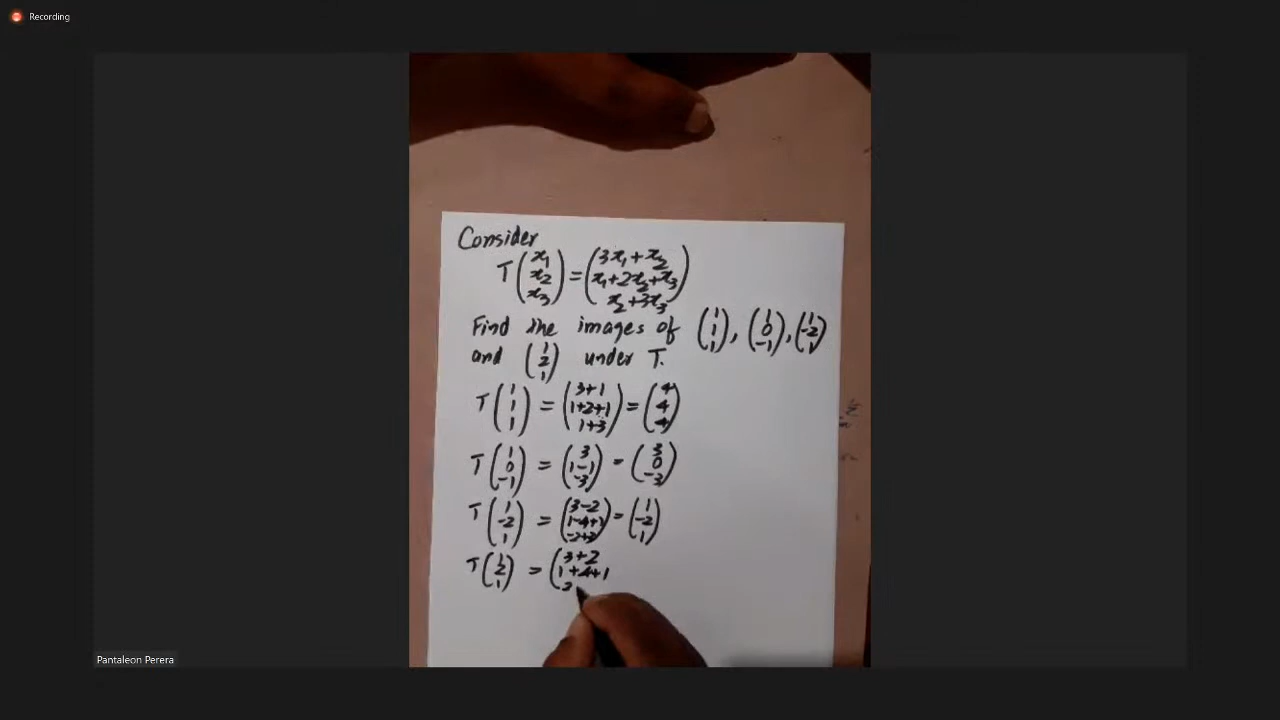 Recording
Consider
T(x₁ x₂ x₃) = (3x₁+x₂ x₁+2x₂+x₃ x₂+3x₃)
Find the images of (1 1 1), (1 0 -1), (1 -2 1)
and (1 2 1) under T.
T(1 1 1) = (3+1 1+2+1 1+3) = (4 4 4)
T(1 0 -1) = (3 1-1 -3) = (3 0 -3)
T(1 -2 1) = (3-2 1-4+1 -2+3) = (1 -2 1)
T(1 2 1) = (3+2 1+4+1 2
Pantaleon Perera